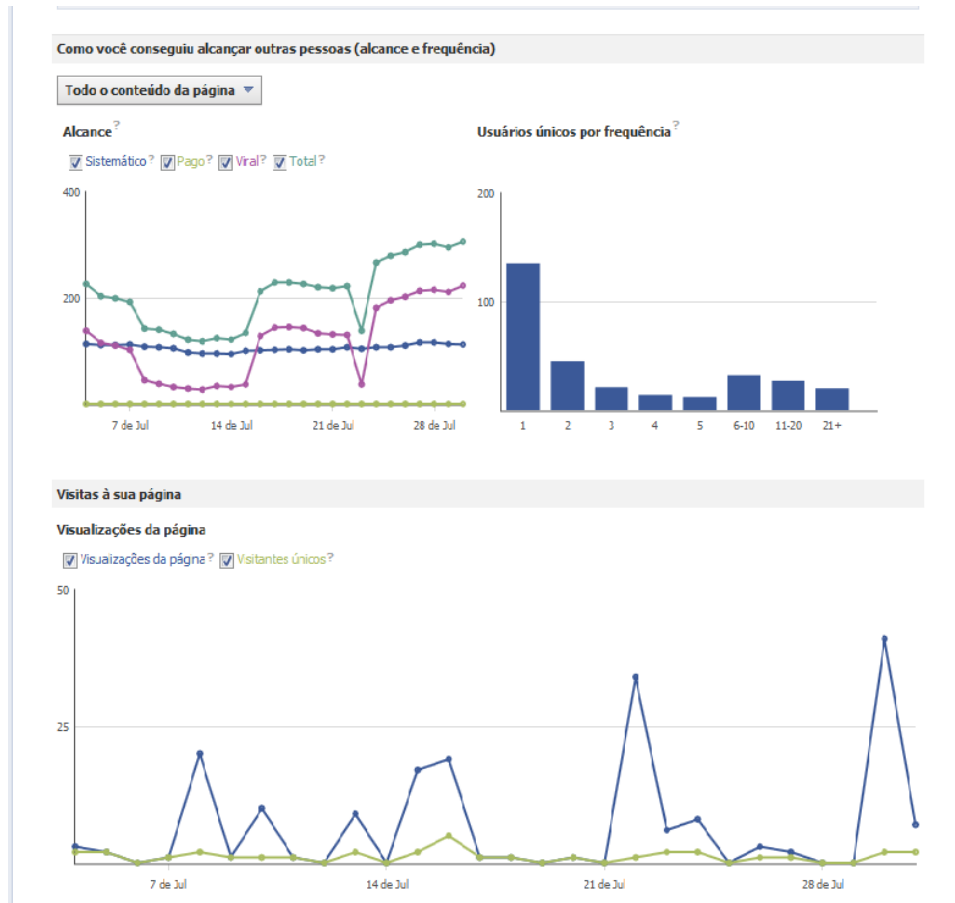 Como você conseguiu alcançar outras pessoas (alcance e frequência)
Todo o conteúdo da página
Alcance?
Sistemático? Pago? Viral? Total?
400
200
7 de Jul 14 de Jul 21 de Jul 28 de Jul
Usuários únicos por frequência?
200
100
1 2 3 4 5 6-10 11-20 21+
Visitas à sua página
Visualizações da página
Visualizações da página? Visitantes únicos?
50
25
7 de Jul 14 de Jul 21 de Jul 28 de Jul